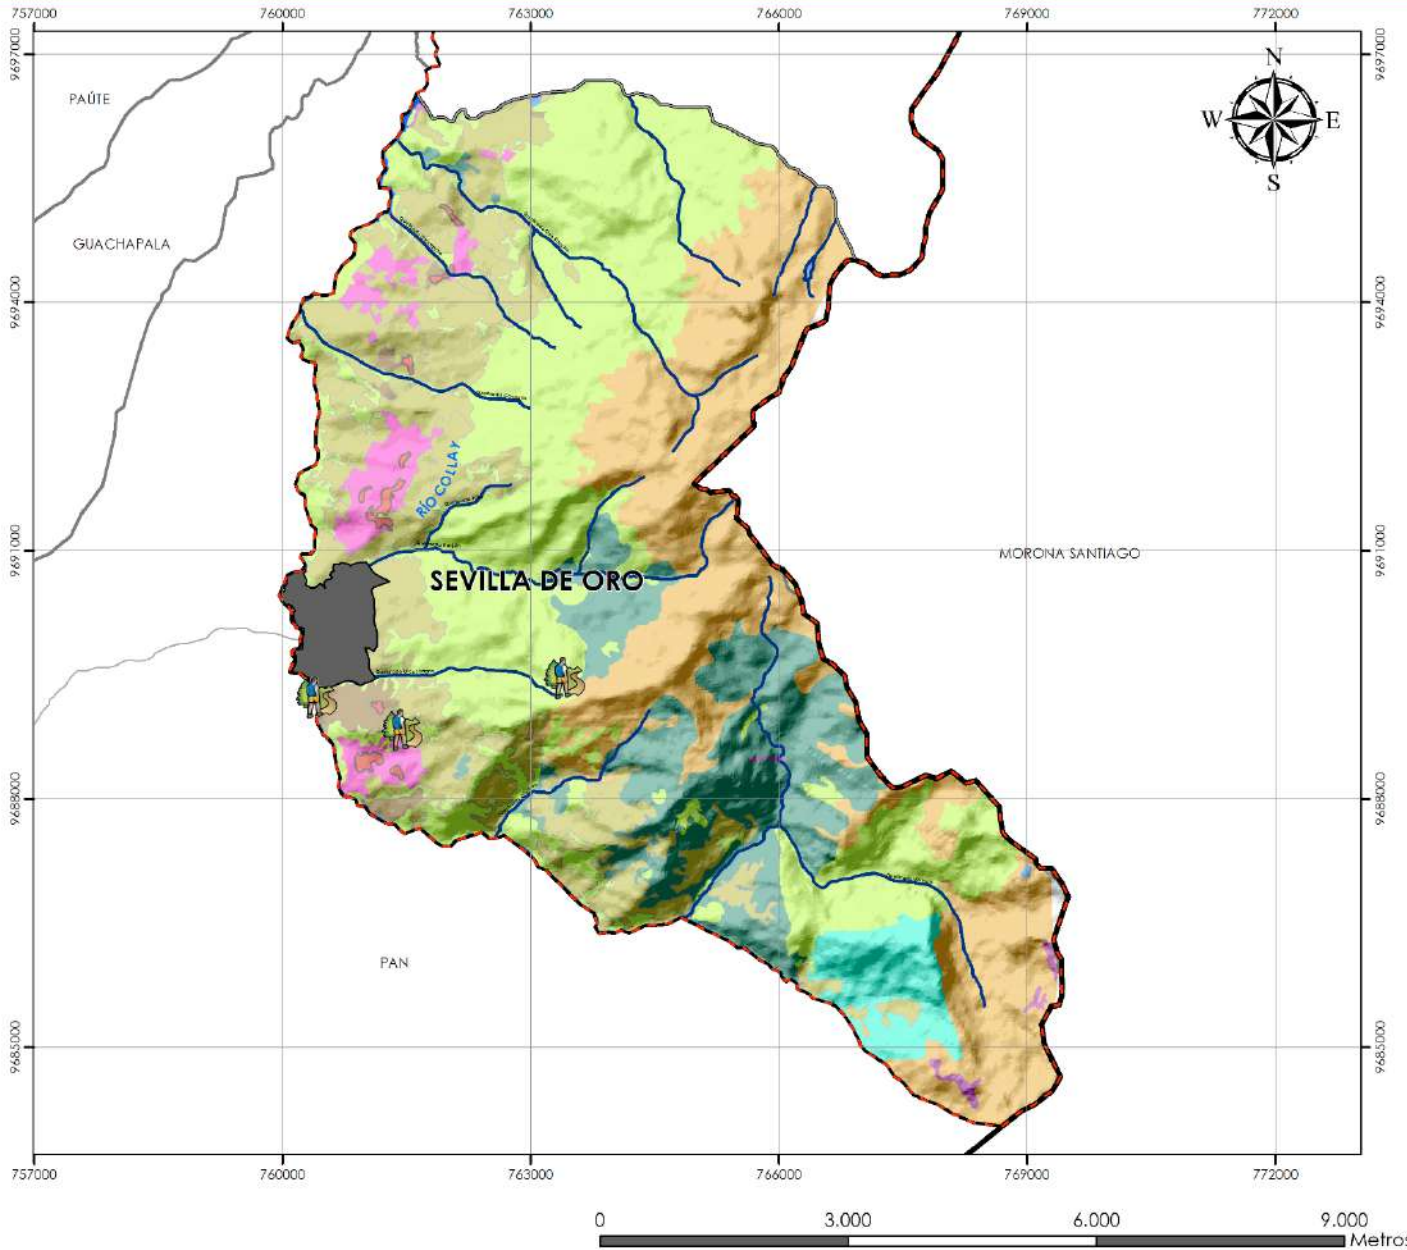 757000 760000 763000 766000 769000 772000
9697000 9697000
N
PAÚTE
W E
S
GUACHAPALA
9694000 9694000
RÍO COLLAY
9691000 9691000
MORONA SANTIAGO
SEVILLA DE ORO
9688000 9688000
PAN
9685000 9685000
757000 760000 763000 766000 769000 772000
0 3.000 6.000 9.000
Metros